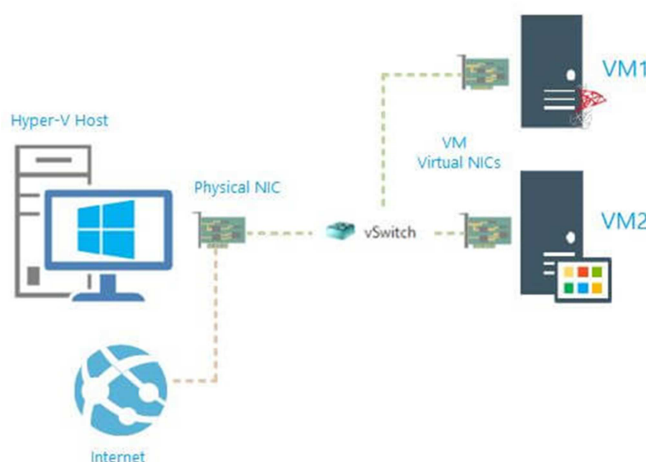 VM1
Hyper-V Host
VM
Virtual NICs
Physical NIC
VM2
vSwitch
Internet